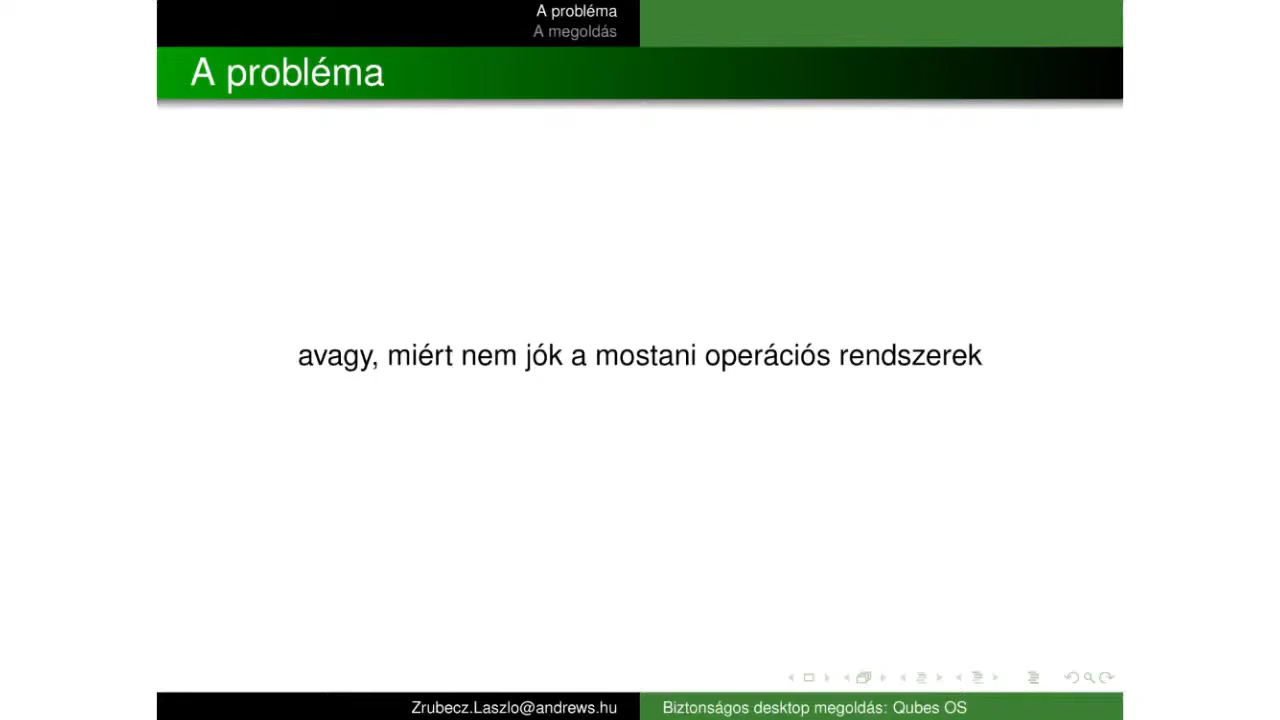 A probléma
A megoldás
A probléma
avagy, miért nem jók a mostani operációs rendszerek
Zrubecz.Laszlo@andrews.hu
Biztonságos desktop megoldás: Qubes OS